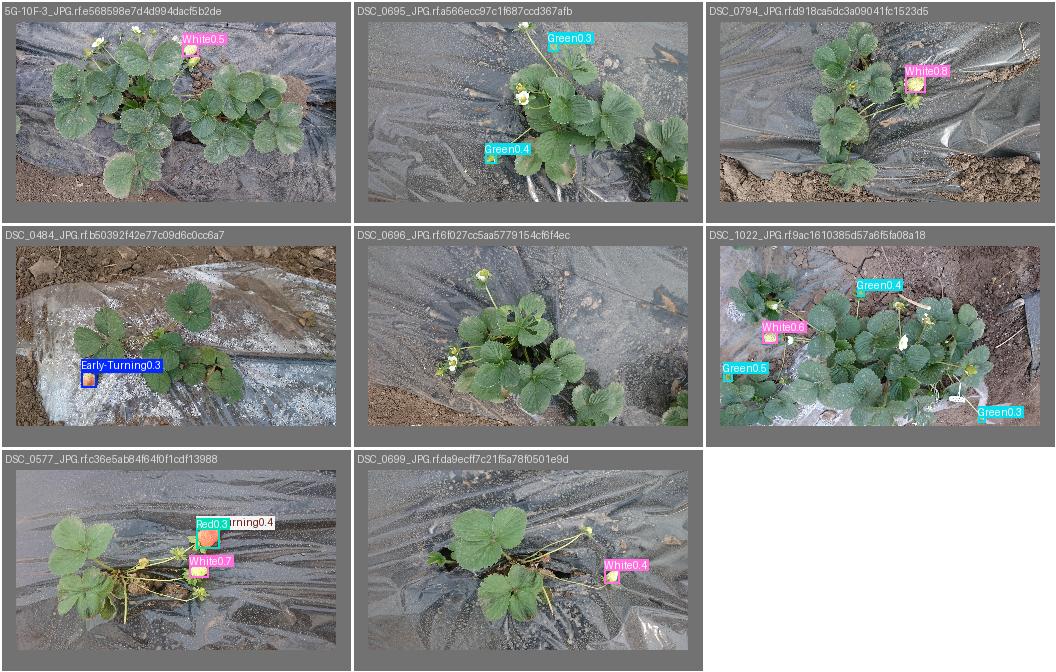 5G-10F-3_JPG.rf.e568598e7d4d994dacf5b2de
White0.5
DSC_0695_JPG.rf.a566ecc97c1f687ccd367afb
Green0.3
Green0.4
DSC_0794_JPG.rf.d918ca5dc3a09041fc1523d5
White0.8
DSC_0484_JPG.rf.b50392f42e77c09d6c0cc6a7
Early-Turning0.3
DSC_0696_JPG.rf.6f027cc5aa5779154cf6f4ec
DSC_1022_JPG.rf.9ac1610385d57a6f5fa08a18
Green0.4
White0.6
Green0.5
Green0.3
DSC_0577_JPG.rf.c36e5ab84f64f0f1cdf13988
Red0.3
urning0.4
White0.7
DSC_0699_JPG.rf.da9ecff7c21f5a78f0501e9d
White0.4